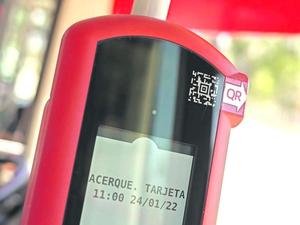 QR
ACERQUE. TARJETA
11:00 24/01/22